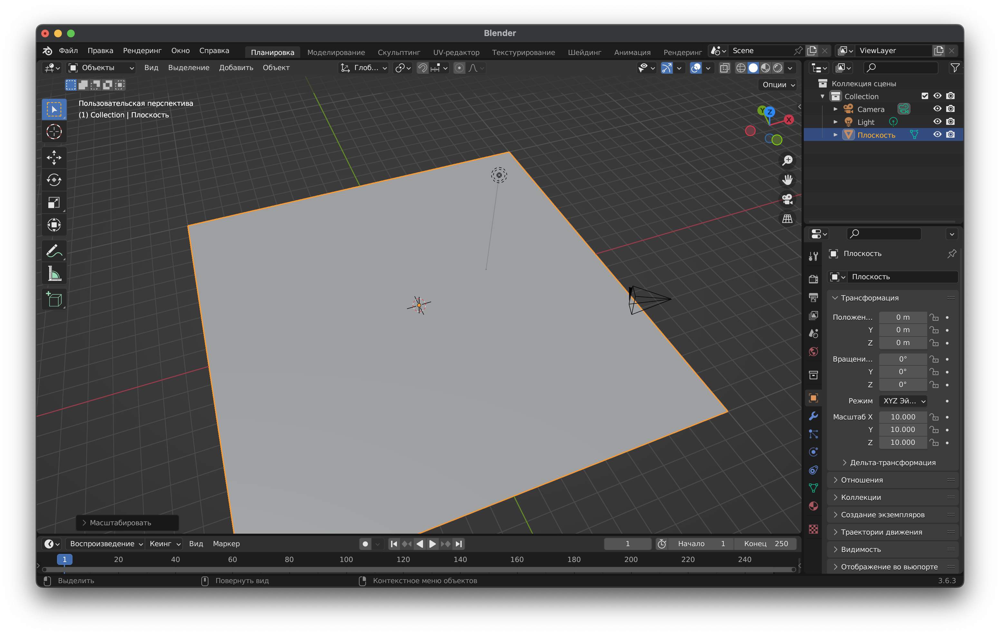 Blender
Файл Правка Рендеринг Окно Справка Планировка Моделирование Скульптинг UV-редактор Текстурирование Шейдинг Анимация Рендеринг Scene ViewLayer
Объекты Вид Выделение Добавить Объект Глоб...
Опции
Пользовательская перспектива
(1) Collection | Плоскость
Y Z X
Коллекция сцены
Collection
Camera
Light
Плоскость
Плоскость
Плоскость
Трансформация
Положен... 0 m
Y 0 m
Z 0 m
Вращени... 0°
Y 0°
Z 0°
Режим XYZ Эй...
Масштаб X 10.000
Y 10.000
Z 10.000
Дельта-трансформация
Отношения
Коллекции
Создание экземпляров
Траектории движения
Видимость
Отображение во вьюпорте
Масштабировать
Воспроизведение Кеинг Вид Маркер 1 Начало 1 Конец 250
1 20 40 60 80 100 120 140 160 180 200 220 240
Выделить Повернуть вид Контекстное меню объектов 3.6.3